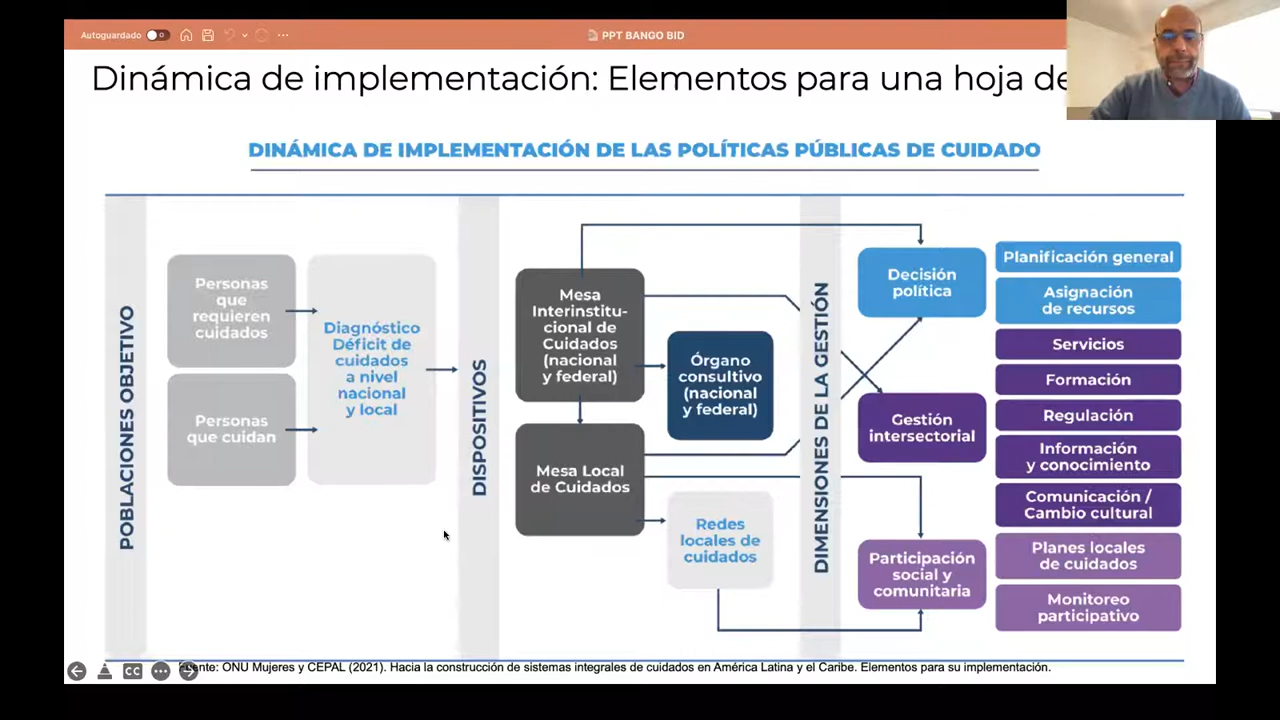 Autoguardado
PPT BANGO BID
Dinámica de implementación: Elementos para una hoja de
DINÁMICA DE IMPLEMENTACIÓN DE LAS POLÍTICAS PÚBLICAS DE CUIDADO
POBLACIONES OBJETIVO
Personas
que
requieren
cuidados
Personas
que cuidan
Diagnóstico
Déficit de
cuidados
a nivel
nacional
y local
DISPOSITIVOS
Mesa
Interinstitu-
cional de
Cuidados
(nacional
y federal)
Órgano
consultivo
(nacional
y federal)
Mesa Local
de Cuidados
Redes
locales de
cuidados
DIMENSIONES DE LA GESTIÓN
Decisión
política
Gestión
intersectorial
Participación
social y
comunitaria
Planificación general
Asignación
de recursos
Servicios
Formación
Regulación
Información
y conocimiento
Comunicación /
Cambio cultural
Planes locales
de cuidados
Monitoreo
participativo
CC
Fuente: ONU Mujeres y CEPAL (2021). Hacia la construcción de sistemas integrales de cuidados en América Latina y el Caribe. Elementos para su implementación.